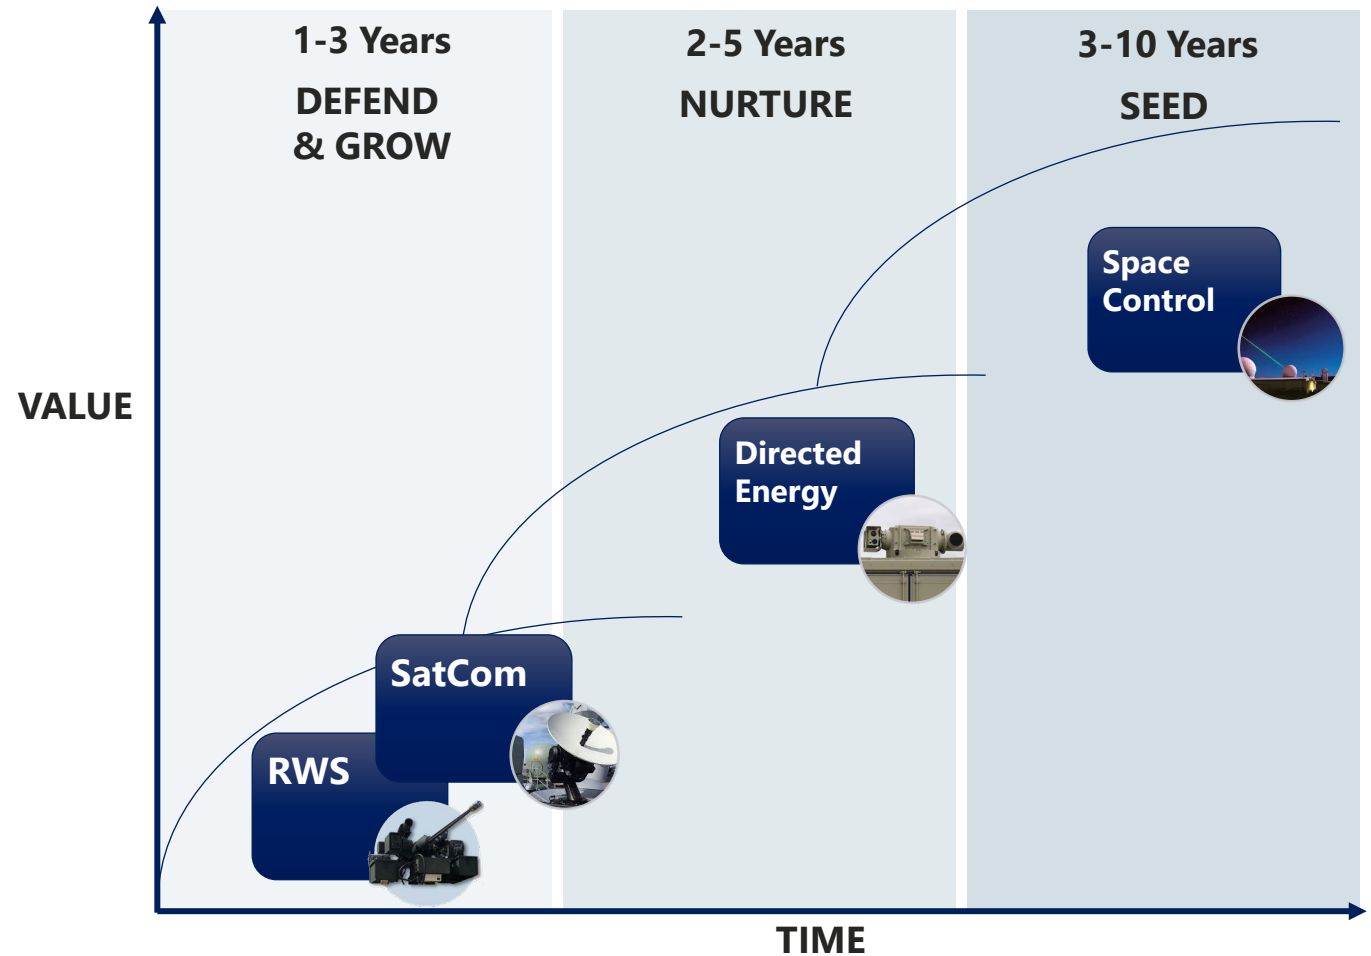 1-3 Years
DEFEND
& GROW
2-5 Years
NURTURE
3-10 Years
SEED
Space
Control
VALUE
Directed
Energy
SatCom
RWS
TIME